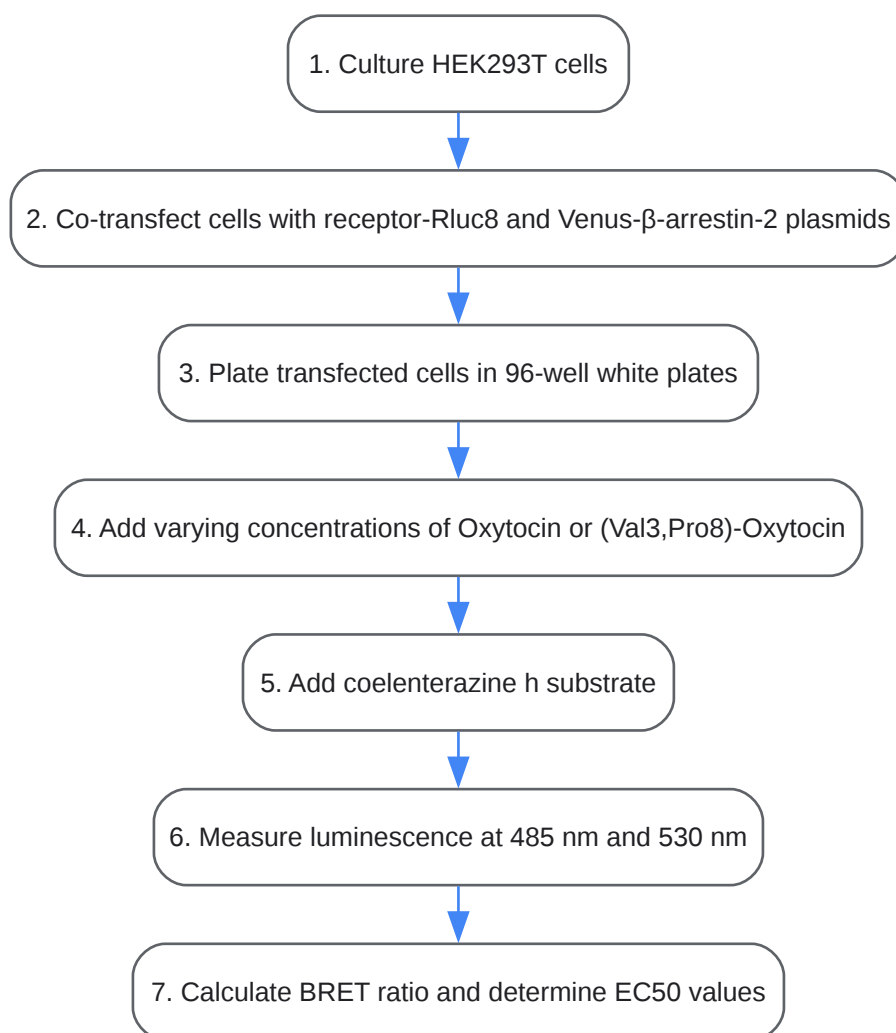 1. Culture HEK293T cells
2. Co-transfect cells with receptor-Rluc8 and Venus-β-arrestin-2 plasmids
3. Plate transfected cells in 96-well white plates
4. Add varying concentrations of Oxytocin or (Val3,Pro8)-Oxytocin
5. Add coelenterazine h substrate
6. Measure luminescence at 485 nm and 530 nm
7. Calculate BRET ratio and determine EC50 values